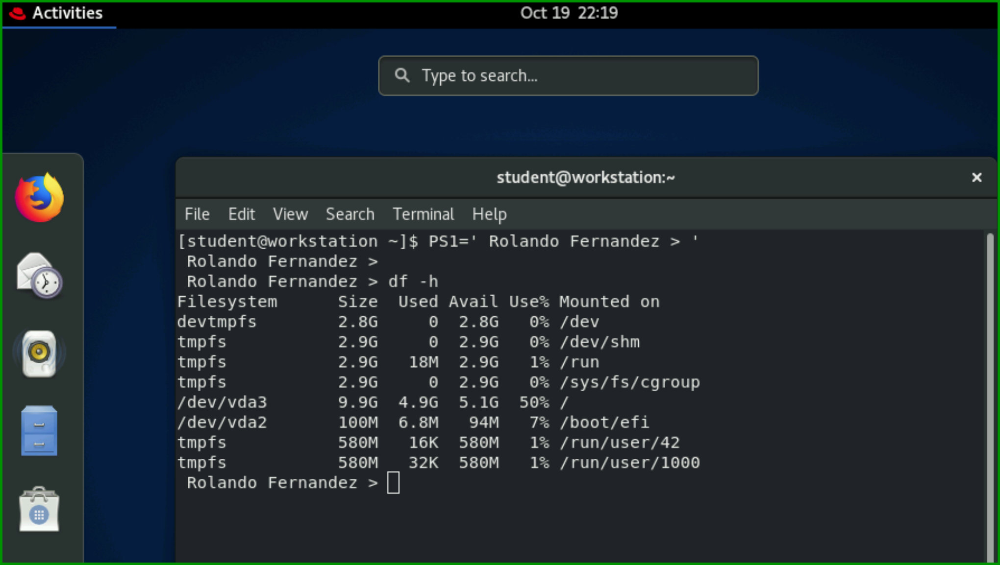 Activities
Oct 19 22:19
Type to search...
student@workstation:~
File Edit View Search Terminal Help
[student@workstation ~]$ PS1=' Rolando Fernandez > '
 Rolando Fernandez >
 Rolando Fernandez > df -h
Filesystem      Size  Used Avail Use% Mounted on
devtmpfs        2.8G     0  2.8G   0% /dev
tmpfs           2.9G     0  2.9G   0% /dev/shm
tmpfs           2.9G   18M  2.9G   1% /run
tmpfs           2.9G     0  2.9G   0% /sys/fs/cgroup
/dev/vda3       9.9G  4.9G  5.1G  50% /
/dev/vda2       100M  6.8M   94M   7% /boot/efi
tmpfs           580M   16K  580M   1% /run/user/42
tmpfs           580M   32K  580M   1% /run/user/1000
 Rolando Fernandez >